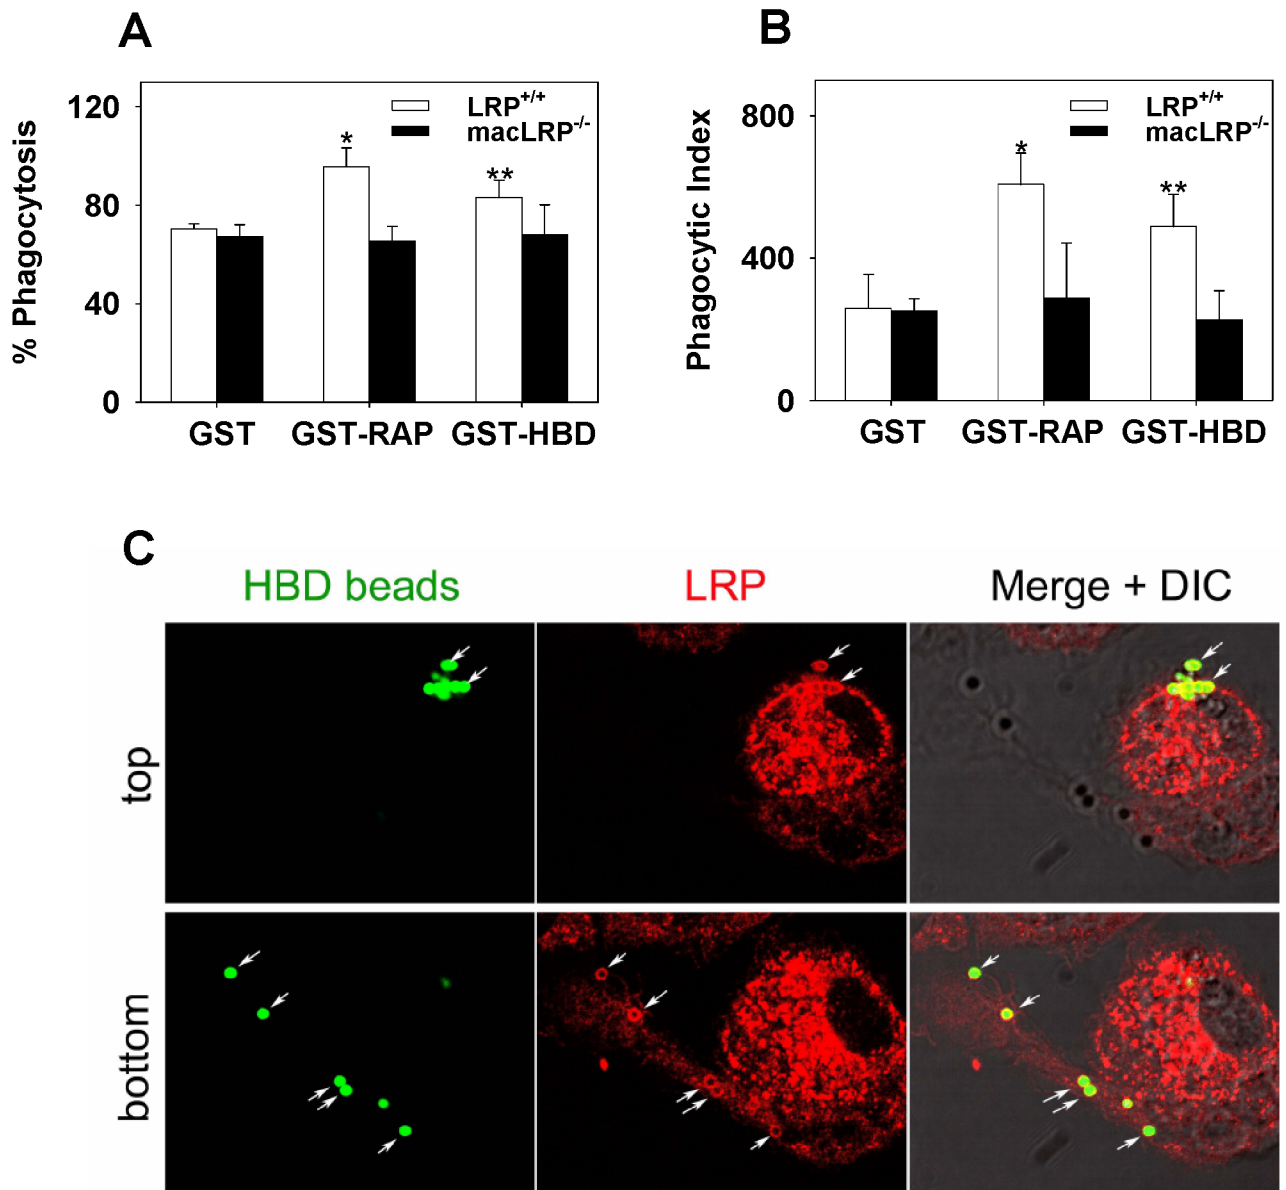 A
% Phagocytosis
120
80
40
0
LRP+/+
macLRP-/-
*
**
GST GST-RAP GST-HBD
B
Phagocytic Index
800
400
0
LRP+/+
macLRP-/-
*
**
GST GST-RAP GST-HBD
C
HBD beads LRP Merge + DIC
top
bottom